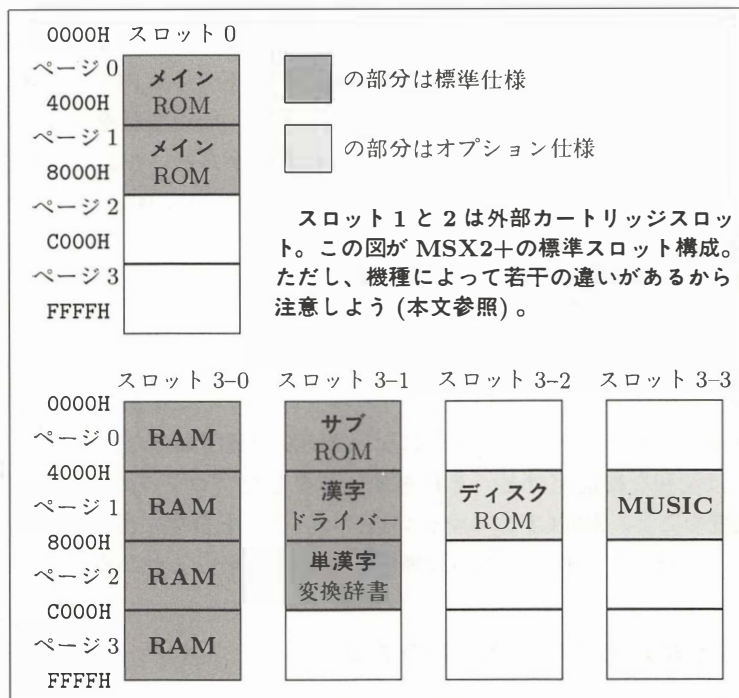 0000H スロット 0
ページ 0
メイン
ROM
4000H
ページ 1
メイン
ROM
8000H
ページ 2
C000H
ページ 3
FFFFH
の部分は標準仕様
の部分はオプション仕様
スロット 1 と 2 は外部カートリッジスロッ
ト。この図が MSX2+の標準スロット構成。
ただし、機種によって若干の違いがあるから
注意しよう (本文参照) 。
スロット 3–0 スロット 3–1 スロット 3–2 スロット 3–3
0000H
ページ 0
RAM
サブ
ROM
4000H
ページ 1
RAM
漢字
ドライバー
ディスク
ROM
MUSIC
8000H
ページ 2
RAM
単漢字
変換辞書
C000H
ページ 3
RAM
FFFFH